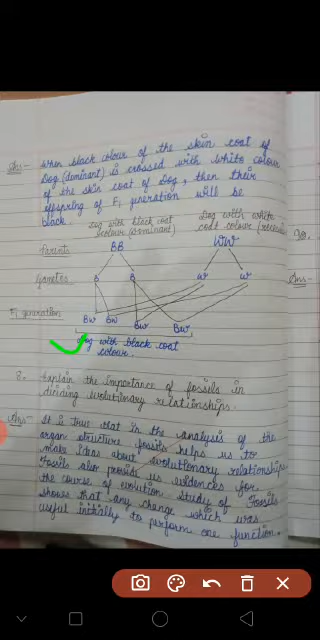 Ans:- When black colour of the skin coat of
Dog (dominant) is crossed with white colour
of the skin coat of Dog, then their
offspring of F1 generation will be
black.
Dog with black coat colour (dominant)
Dog with white coat colour
Parents BB WW
Gametes B B W W
F1 generation
BW BW BW BW
Dog with black coat
colour.
8. Explain the Importance of fossils in
deciding evolutionary relationships.
Ans:- It is true that in the analysis of the
organ structure fossils helps us to
make idea about evolutionary relationships
Fossils also provide us evidences for
the course of evolution study of Fossils
shows that any change which was
useful initially to perform one function.
Ans:-